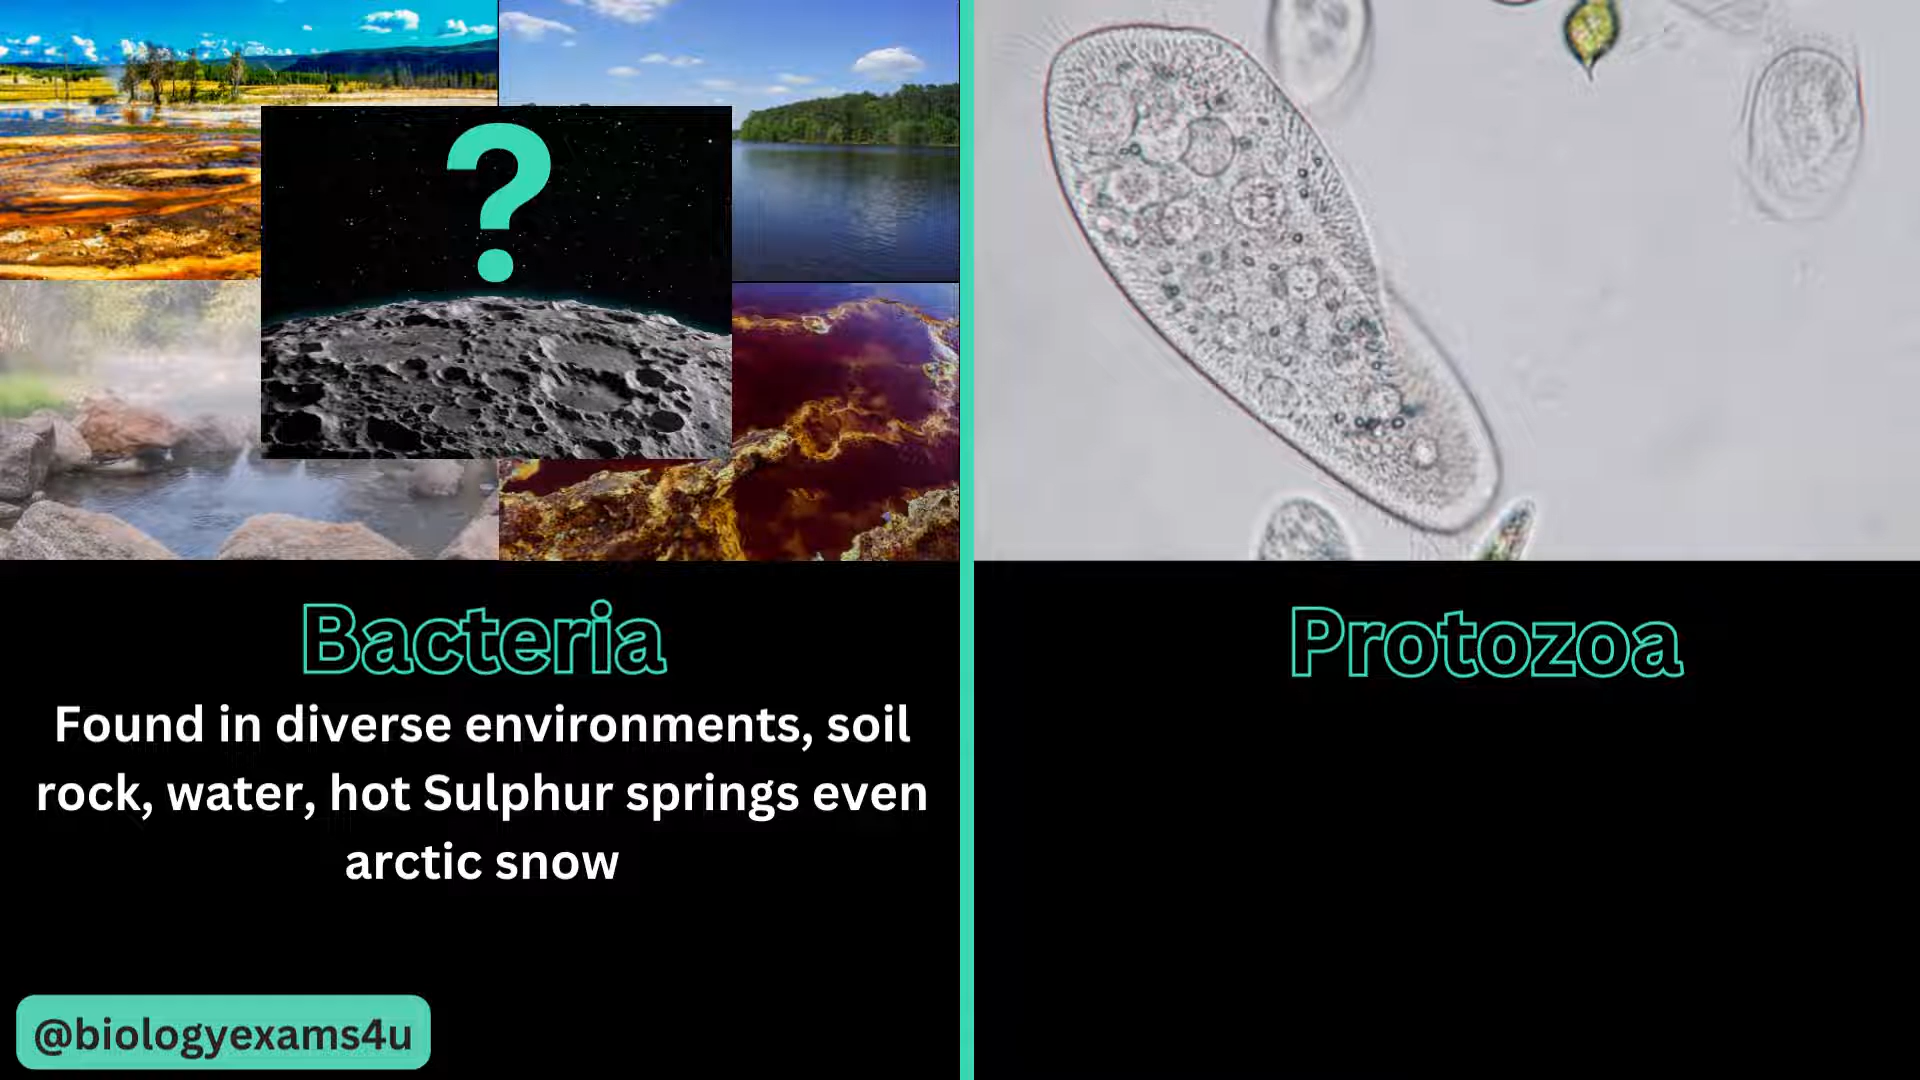 ?
Bacteria
Found in diverse environments, soil
rock, water, hot Sulphur springs even
arctic snow
@biologyexams4u
Protozoa